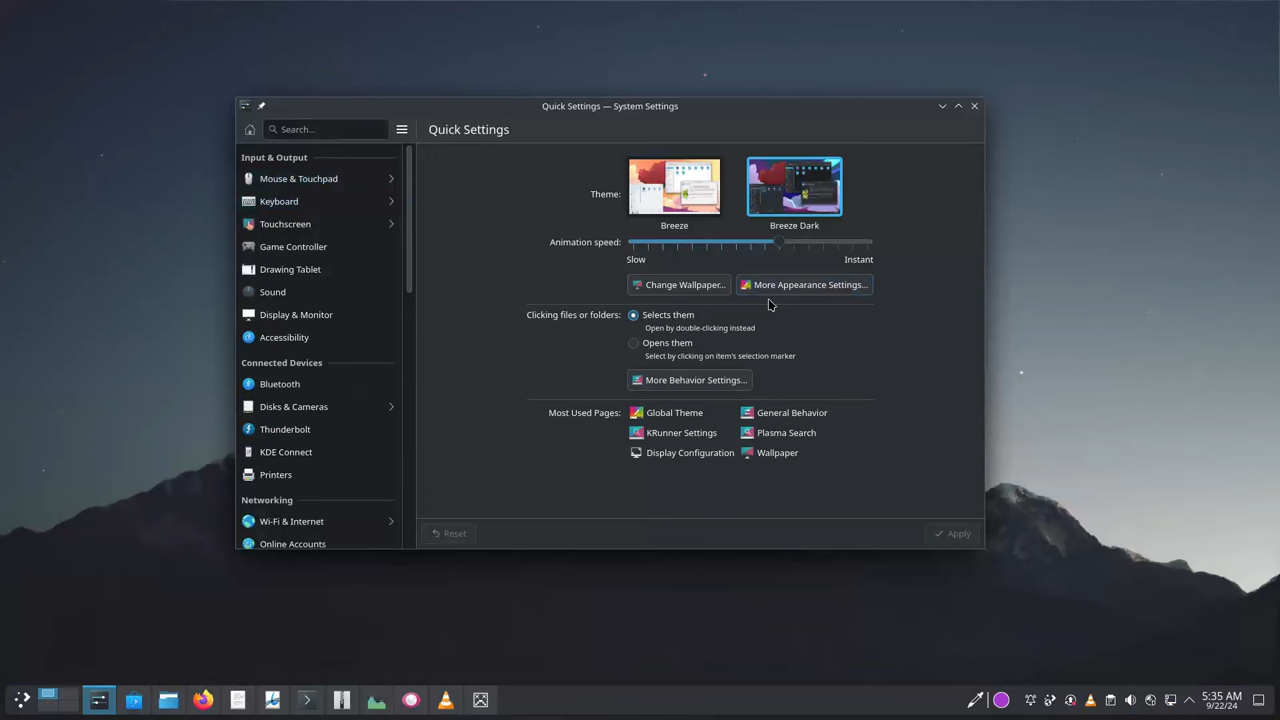 Quick Settings — System Settings
Search...
Quick Settings
Input & Output
Mouse & Touchpad
Keyboard
Touchscreen
Game Controller
Drawing Tablet
Sound
Display & Monitor
Accessibility
Connected Devices
Bluetooth
Disks & Cameras
Thunderbolt
KDE Connect
Printers
Networking
Wi-Fi & Internet
Online Accounts
Theme:
Breeze
Breeze Dark
Animation speed:
Slow
Instant
Change Wallpaper...
More Appearance Settings...
Clicking files or folders:
Selects them
Open by double-clicking instead
Opens them
Select by clicking on item's selection marker
More Behavior Settings...
Most Used Pages:
Global Theme
General Behavior
KRunner Settings
Plasma Search
Display Configuration
Wallpaper
Reset
Apply
5:35 AM
9/22/24